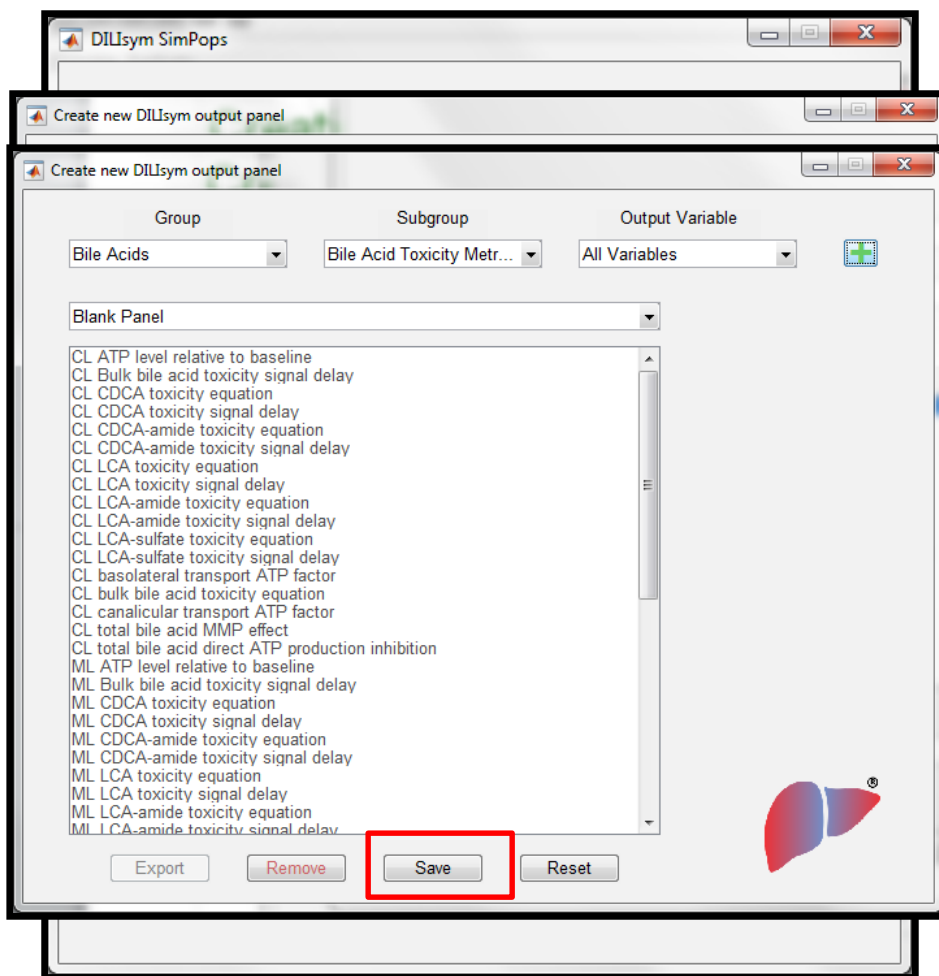 DILIsym SimPops
Create new DILIsym output panel
Create new DILIsym output panel
Group Subgroup Output Variable
Bile Acids Bile Acid Toxicity Metr... All Variables
Blank Panel
CL ATP level relative to baseline
CL Bulk bile acid toxicity signal delay
CL CDCA toxicity equation
CL CDCA toxicity signal delay
CL CDCA-amide toxicity equation
CL CDCA-amide toxicity signal delay
CL LCA toxicity equation
CL LCA toxicity signal delay
CL LCA-amide toxicity equation
CL LCA-amide toxicity signal delay
CL LCA-sulfate toxicity equation
CL LCA-sulfate toxicity signal delay
CL basolateral transport ATP factor
CL bulk bile acid toxicity equation
CL canalicular transport ATP factor
CL total bile acid MMP effect
CL total bile acid direct ATP production inhibition
ML ATP level relative to baseline
ML Bulk bile acid toxicity signal delay
ML CDCA toxicity equation
ML CDCA toxicity signal delay
ML CDCA-amide toxicity equation
ML CDCA-amide toxicity signal delay
ML LCA toxicity equation
ML LCA toxicity signal delay
ML LCA-amide toxicity equation
ML LCA-amide toxicity signal delay
®
Export Remove Save Reset